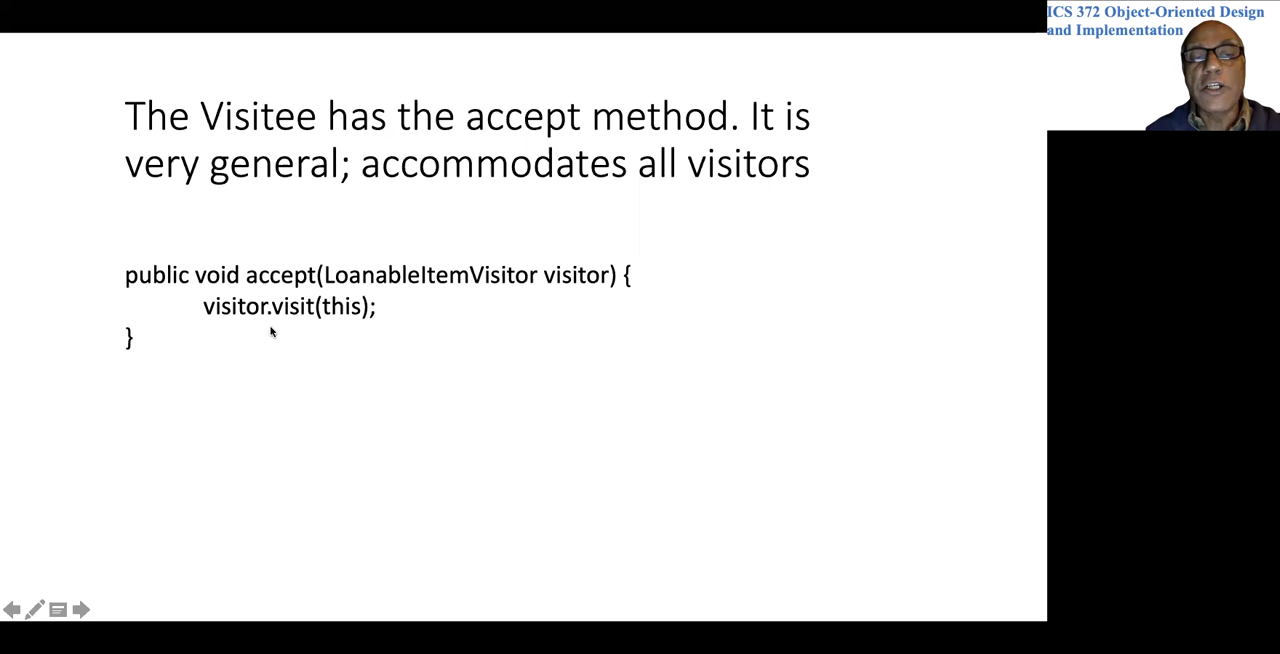 ICS 372 Object-Oriented Design
and Implementation
The Visitee has the accept method. It is
very general; accommodates all visitors
public void accept(LoanableItemVisitor visitor) {
visitor.visit(this);
}